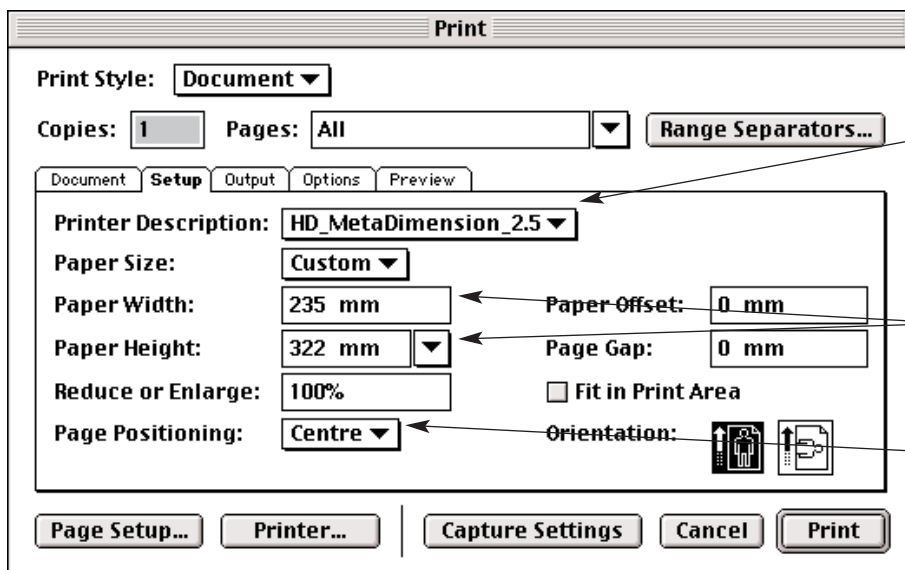 Print
Print Style: Document
Copies: 1 Pages: All Range Separators...
Document Setup Output Options Preview
Printer Description: HD_MetaDimension_2.5
Paper Size: Custom
Paper Width: 235 mm Paper Offset: 0 mm
Paper Height: 322 mm Page Gap: 0 mm
Reduce or Enlarge: 100% Fit in Print Area
Page Positioning: Centre Orientation:
Page Setup... Printer... Capture Settings Cancel Print